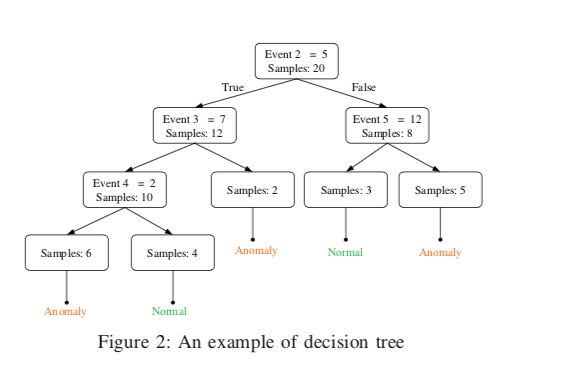 Event 2 = 5
Samples: 20
True
False
Event 3 = 7
Samples: 12
Event 5 = 12
Samples: 8
Event 4 = 2
Samples: 10
Samples: 2
Samples: 3
Samples: 5
Samples: 6
Samples: 4
Anomaly
Normal
Anomaly
Anomaly
Normal
Figure 2: An example of decision tree